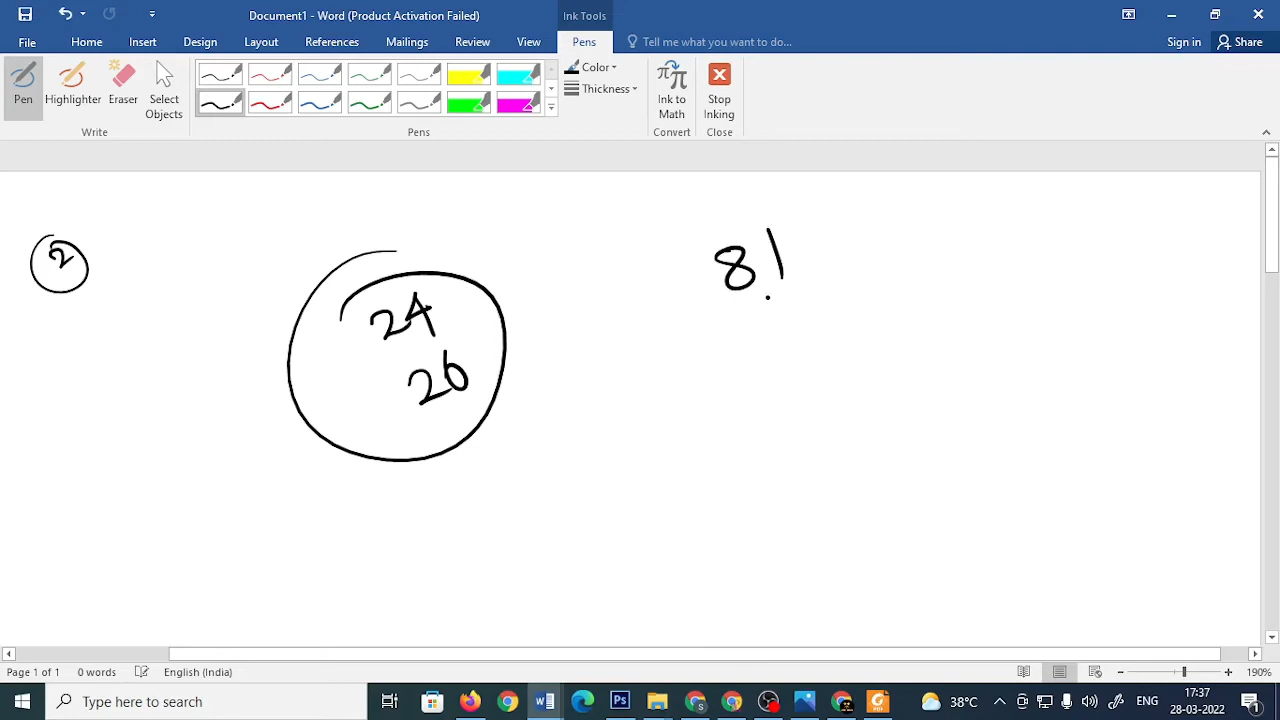 Document1 - Word (Product Activation Failed)
Ink Tools
File
Home
Insert
Design
Layout
References
Mailings
Review
View
Pens
Tell me what you want to do...
Sign in
Share
Pen
Highlighter
Eraser
Select Objects
Color
Thickness
Ink to Math
Stop Inking
Write
Pens
Convert
Close
2
24
26
8!
Page 1 of 1
0 words
English (India)
190%
Type here to search
38°C
ENG
17:37
28-03-2022